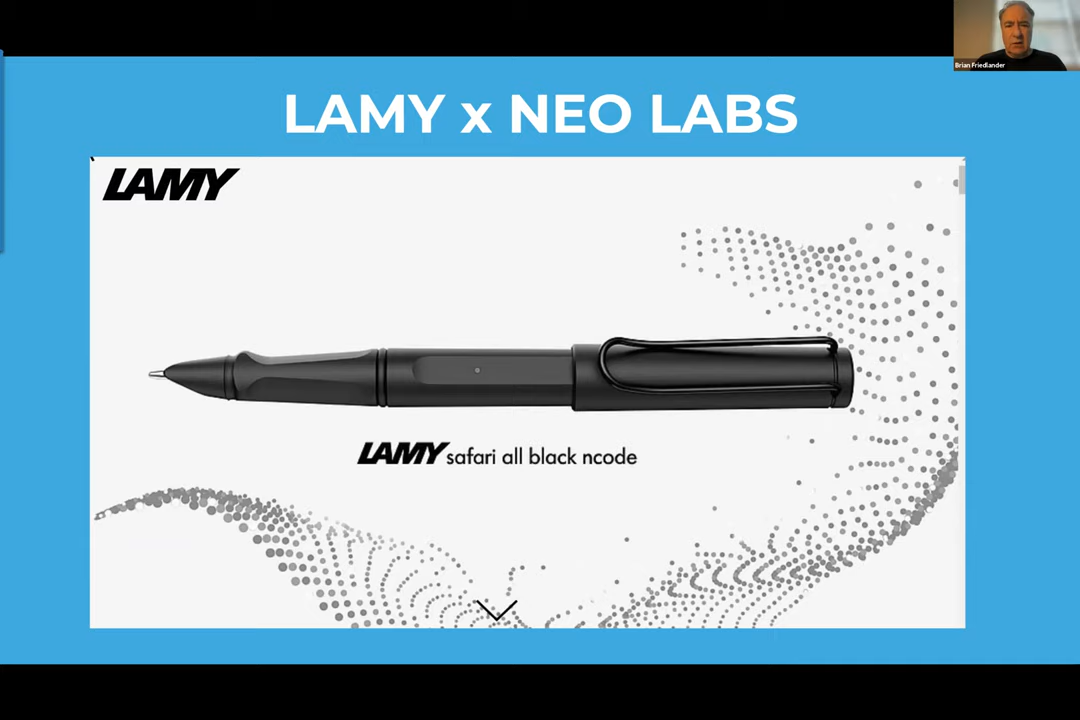 Brian Friedlander
LAMY x NEO LABS
LAMY
LAMY safari all black ncode